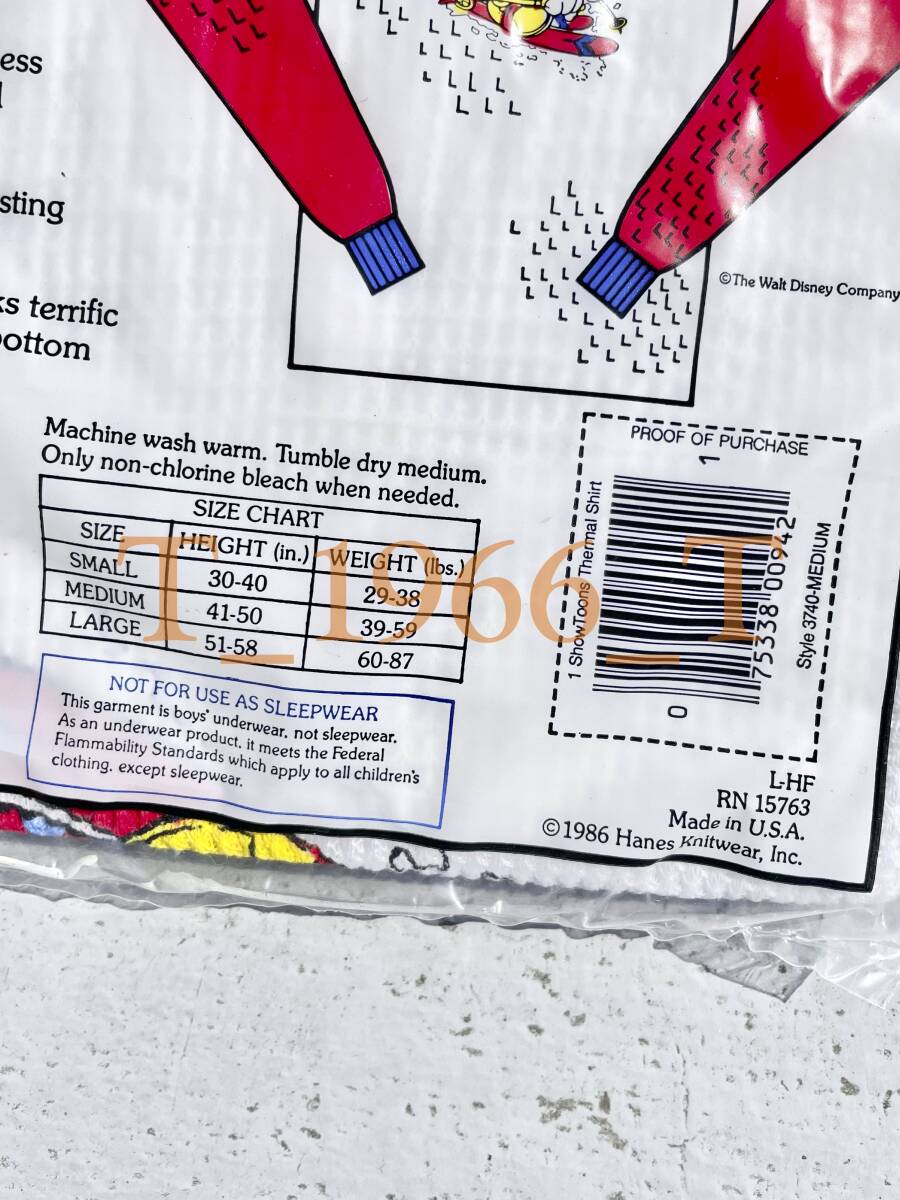 ess
sting
ks terrific
bottom
©The Walt Disney Company
Machine wash warm. Tumble dry medium.
Only non-chlorine bleach when needed.
SIZE CHART
SIZE HEIGHT (in.) WEIGHT (lbs.)
SMALL 30-40 29-38
MEDIUM 41-50 39-59
LARGE 51-58 60-87
NOT FOR USE AS SLEEPWEAR
This garment is boys' underwear, not sleepwear.
As an underwear product, it meets the Federal
Flammability Standards which apply to all children's
clothing, except sleepwear.
PROOF OF PURCHASE
1 ShowToons Thermal Shirt
0 75338 00942 1
Style 3740-MEDIUM
L-HF
RN 15763
Made in U.S.A.
©1986 Hanes Knitwear, Inc.
T_1966_T